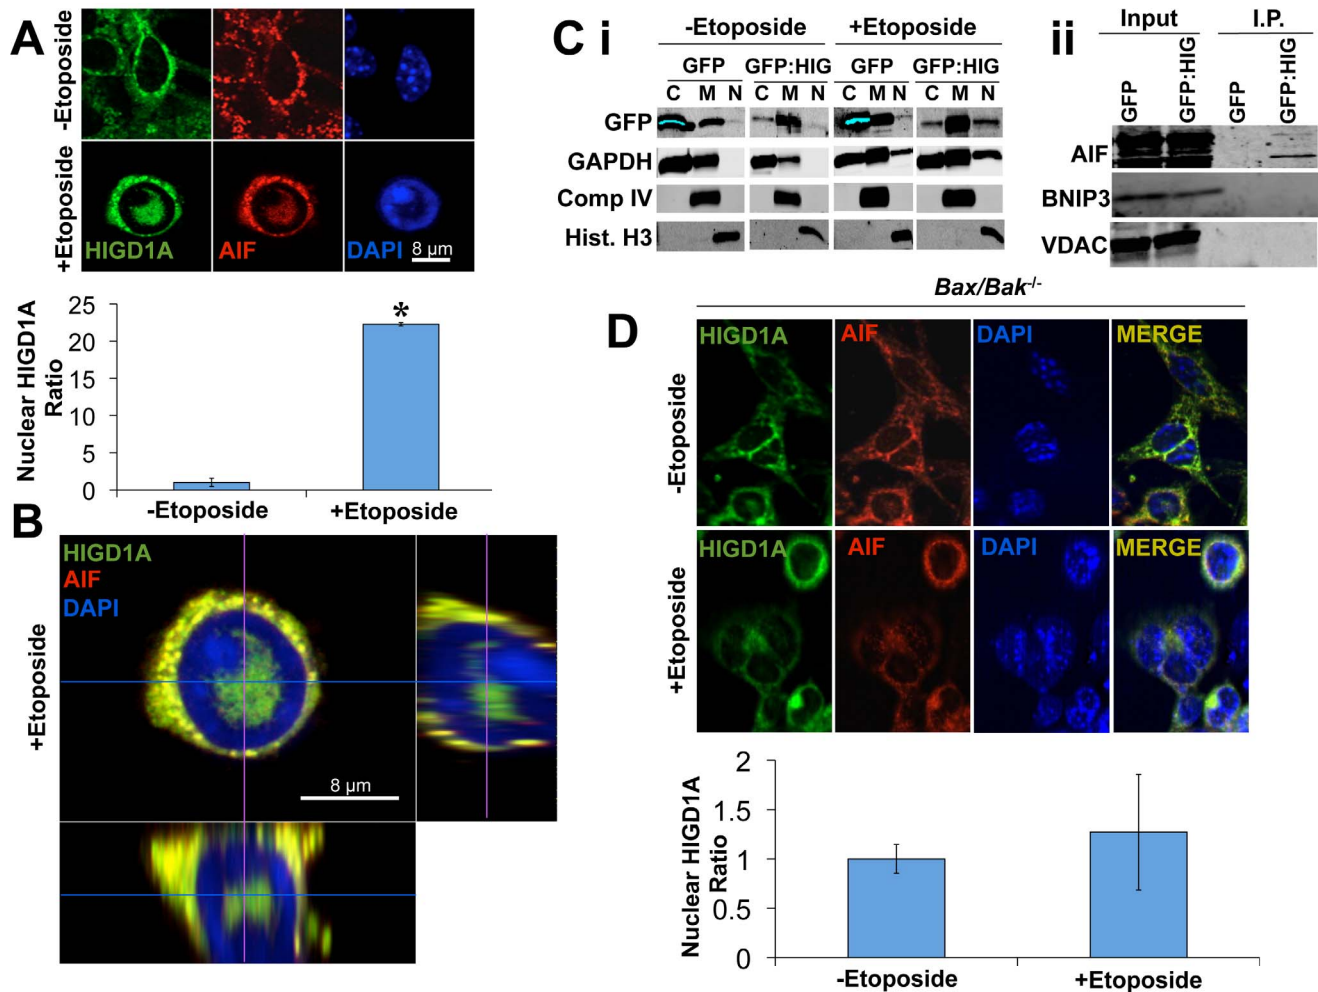 A
-Etoposide
+Etoposide
HIGD1A
AIF
DAPI
8 µm
Nuclear HIGD1A
Ratio
25
20
15
10
5
0
*
-Etoposide
+Etoposide
B
HIGD1A
AIF
DAPI
+Etoposide
8 µm
C i
-Etoposide
+Etoposide
GFP
GFP:HIG
GFP
GFP:HIG
C M N
C M N
C M N
C M N
GFP
GAPDH
Comp IV
Hist. H3
ii
Input
I.P.
GFP
GFP:HIG
GFP
GFP:HIG
AIF
BNIP3
VDAC
D
Bax/Bak-/-
-Etoposide
HIGD1A
AIF
DAPI
MERGE
+Etoposide
HIGD1A
AIF
DAPI
MERGE
Nuclear HIGD1A
Ratio
2
1.5
1
0.5
0
-Etoposide
+Etoposide